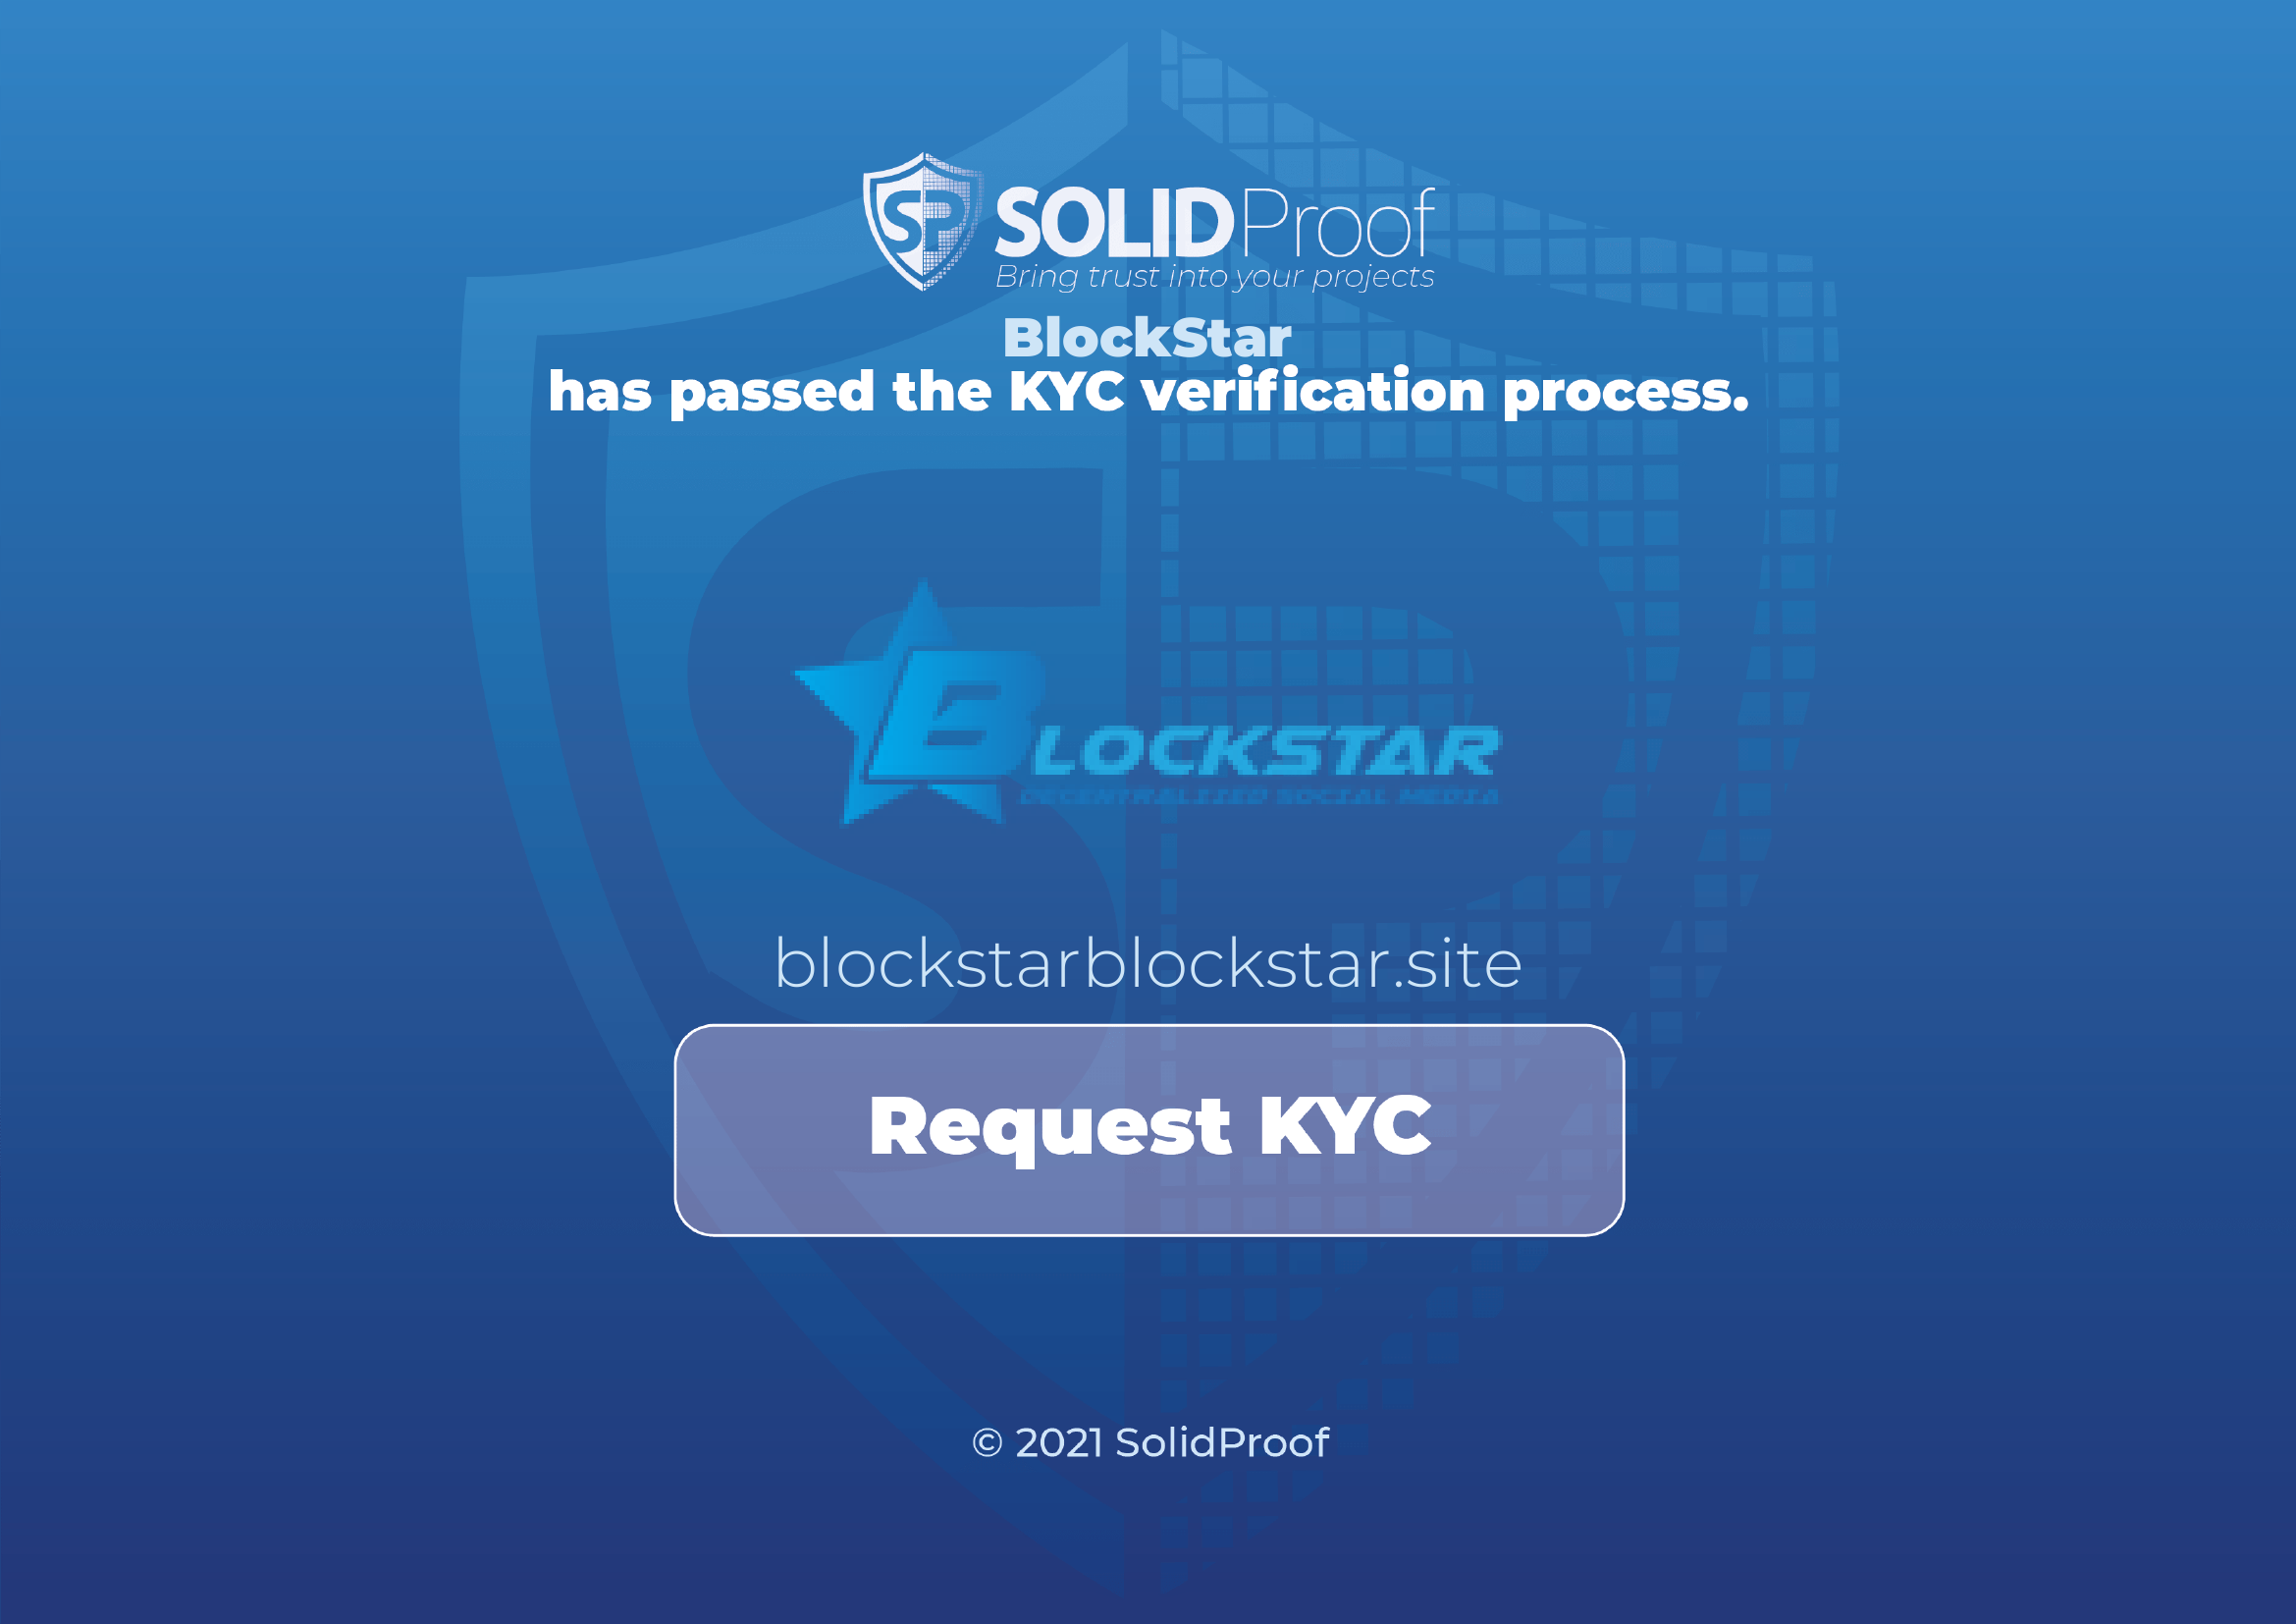 SP SOLIDProof
Bring trust into your projects
BlockStar
has passed the KYC verification process.
BLOCKSTAR
DECENTRALIZED SOCIAL MEDIA
blockstarblockstar.site
Request KYC
© 2021 SolidProof